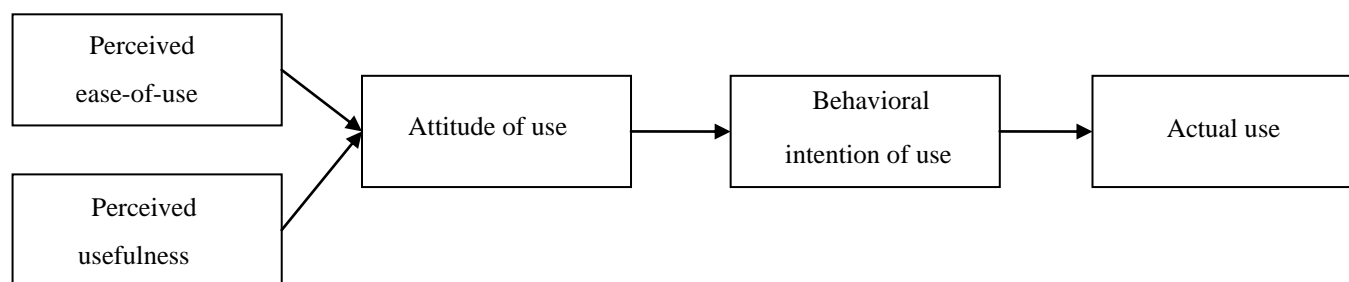 Perceived
ease-of-use
Attitude of use
Behavioral
intention of use
Actual use
Perceived
usefulness